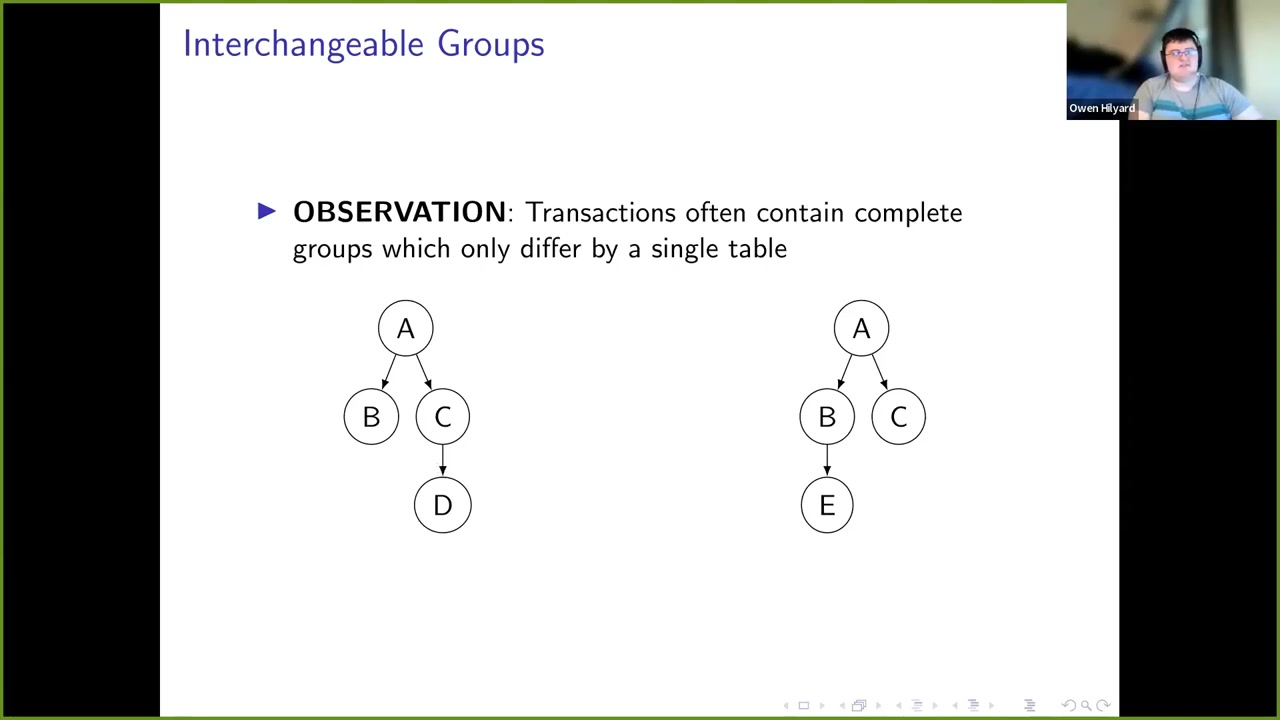 Interchangeable Groups
Owen Hilyard
OBSERVATION: Transactions often contain complete
groups which only differ by a single table
A
A
B
C
B
C
D
E